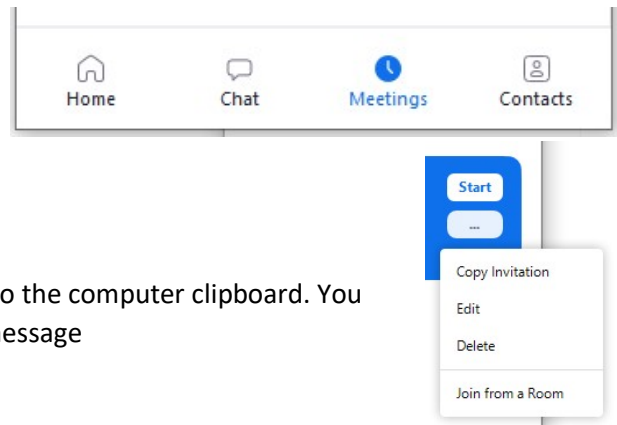 Home Chat Meetings Contacts
Start
...
Copy Invitation
o the computer clipboard. You
Edit
essage
Delete
Join from a Room